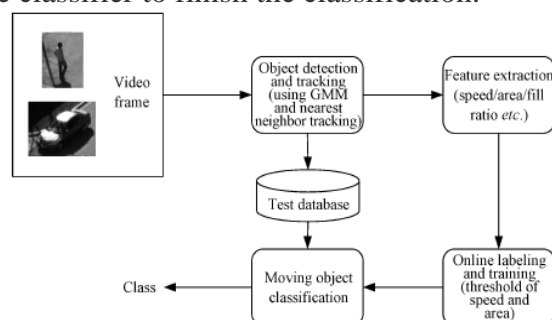 e classifier to finish the classification.
Video
frame
Object detection
and tracking
(using GMM
and nearest
neighbor tracking)
Feature extraction
(speed/area/fill
ratio etc.)
Test database
Class
Moving object
classification
Online labeling
and training
(threshold of
speed and
area)